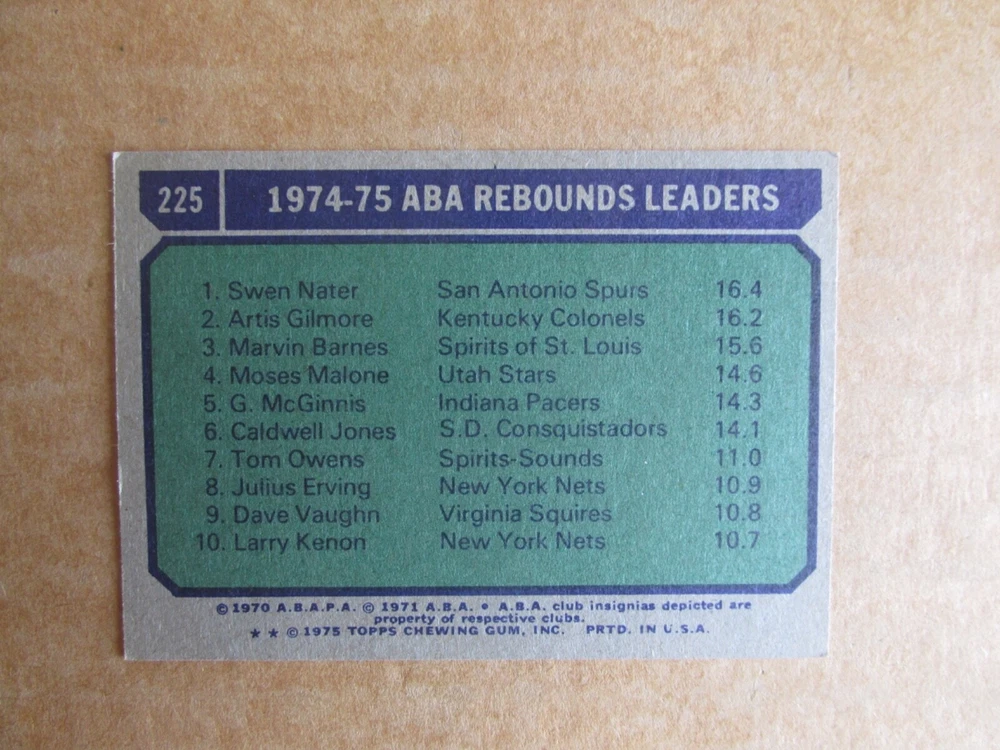 225 1974-75 ABA REBOUNDS LEADERS
1. Swen Nater San Antonio Spurs 16.4
2. Artis Gilmore Kentucky Colonels 16.2
3. Marvin Barnes Spirits of St. Louis 15.6
4. Moses Malone Utah Stars 14.6
5. G. McGinnis Indiana Pacers 14.3
6. Caldwell Jones S.D. Consquistadors 14.1
7. Tom Owens Spirits-Sounds 11.0
8. Julius Erving New York Nets 10.9
9. Dave Vaughn Virginia Squires 10.8
10. Larry Kenon New York Nets 10.7
© 1970 A.B.A.P.A. © 1971 A.B.A. • A.B.A. club insignias depicted are
property of respective clubs.
★ ★ © 1975 TOPPS CHEWING GUM, INC. PRTD. IN U.S.A.